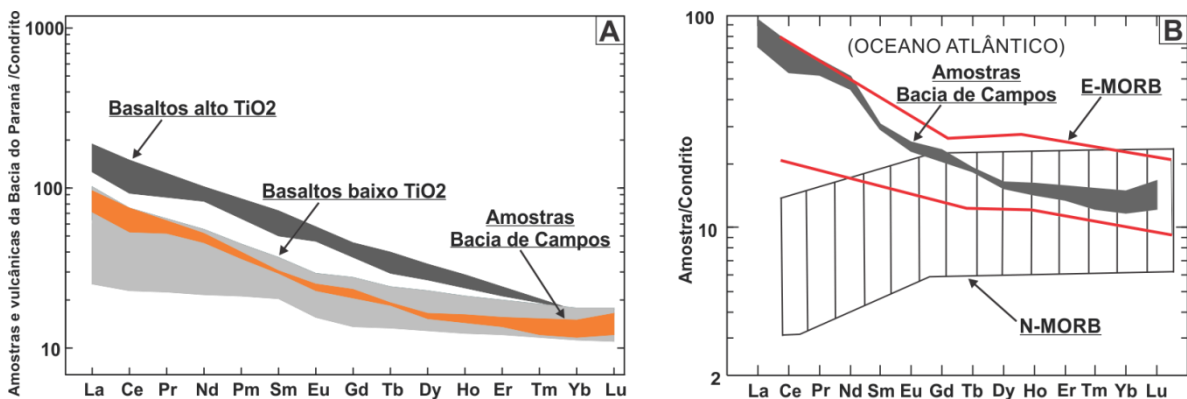 Amostras e vulcânicas da Bacia do Paraná /Condrito
1000
100
10
A
Basaltos alto TiO2
Basaltos baixo TiO2
Amostras
Bacia de Campos
La Ce Pr Nd Pm Sm Eu Gd Tb Dy Ho Er Tm Yb Lu
Amostra/Condrito
100
10
2
B
(OCEANO ATLÂNTICO)
Amostras
Bacia de Campos
E-MORB
N-MORB
La Ce Pr Nd Sm Eu Gd Tb Dy Ho Er Tm Yb Lu